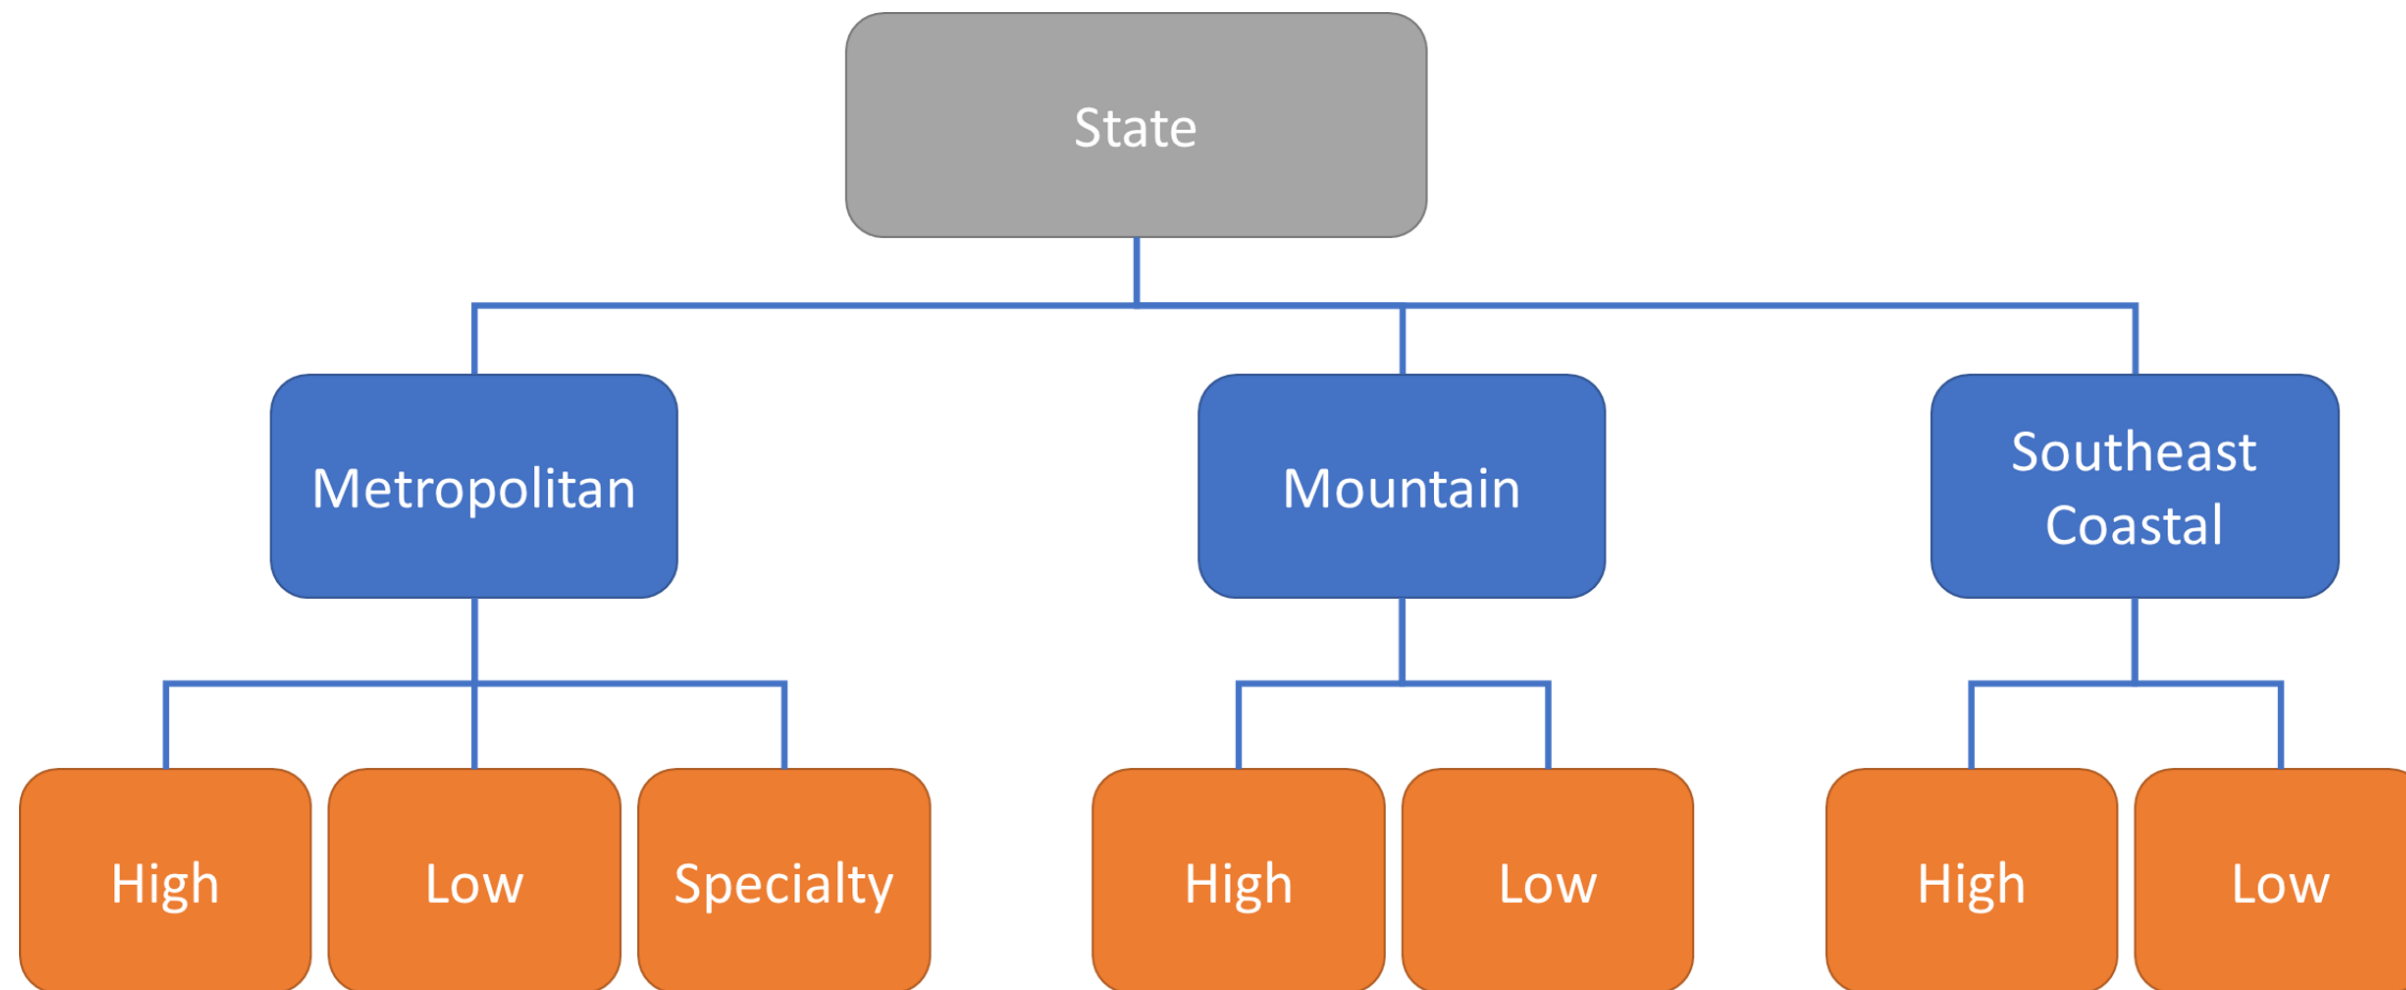 State
Metropolitan
Mountain
Southeast
Coastal
High
Low
Specialty
High
Low
High
Low